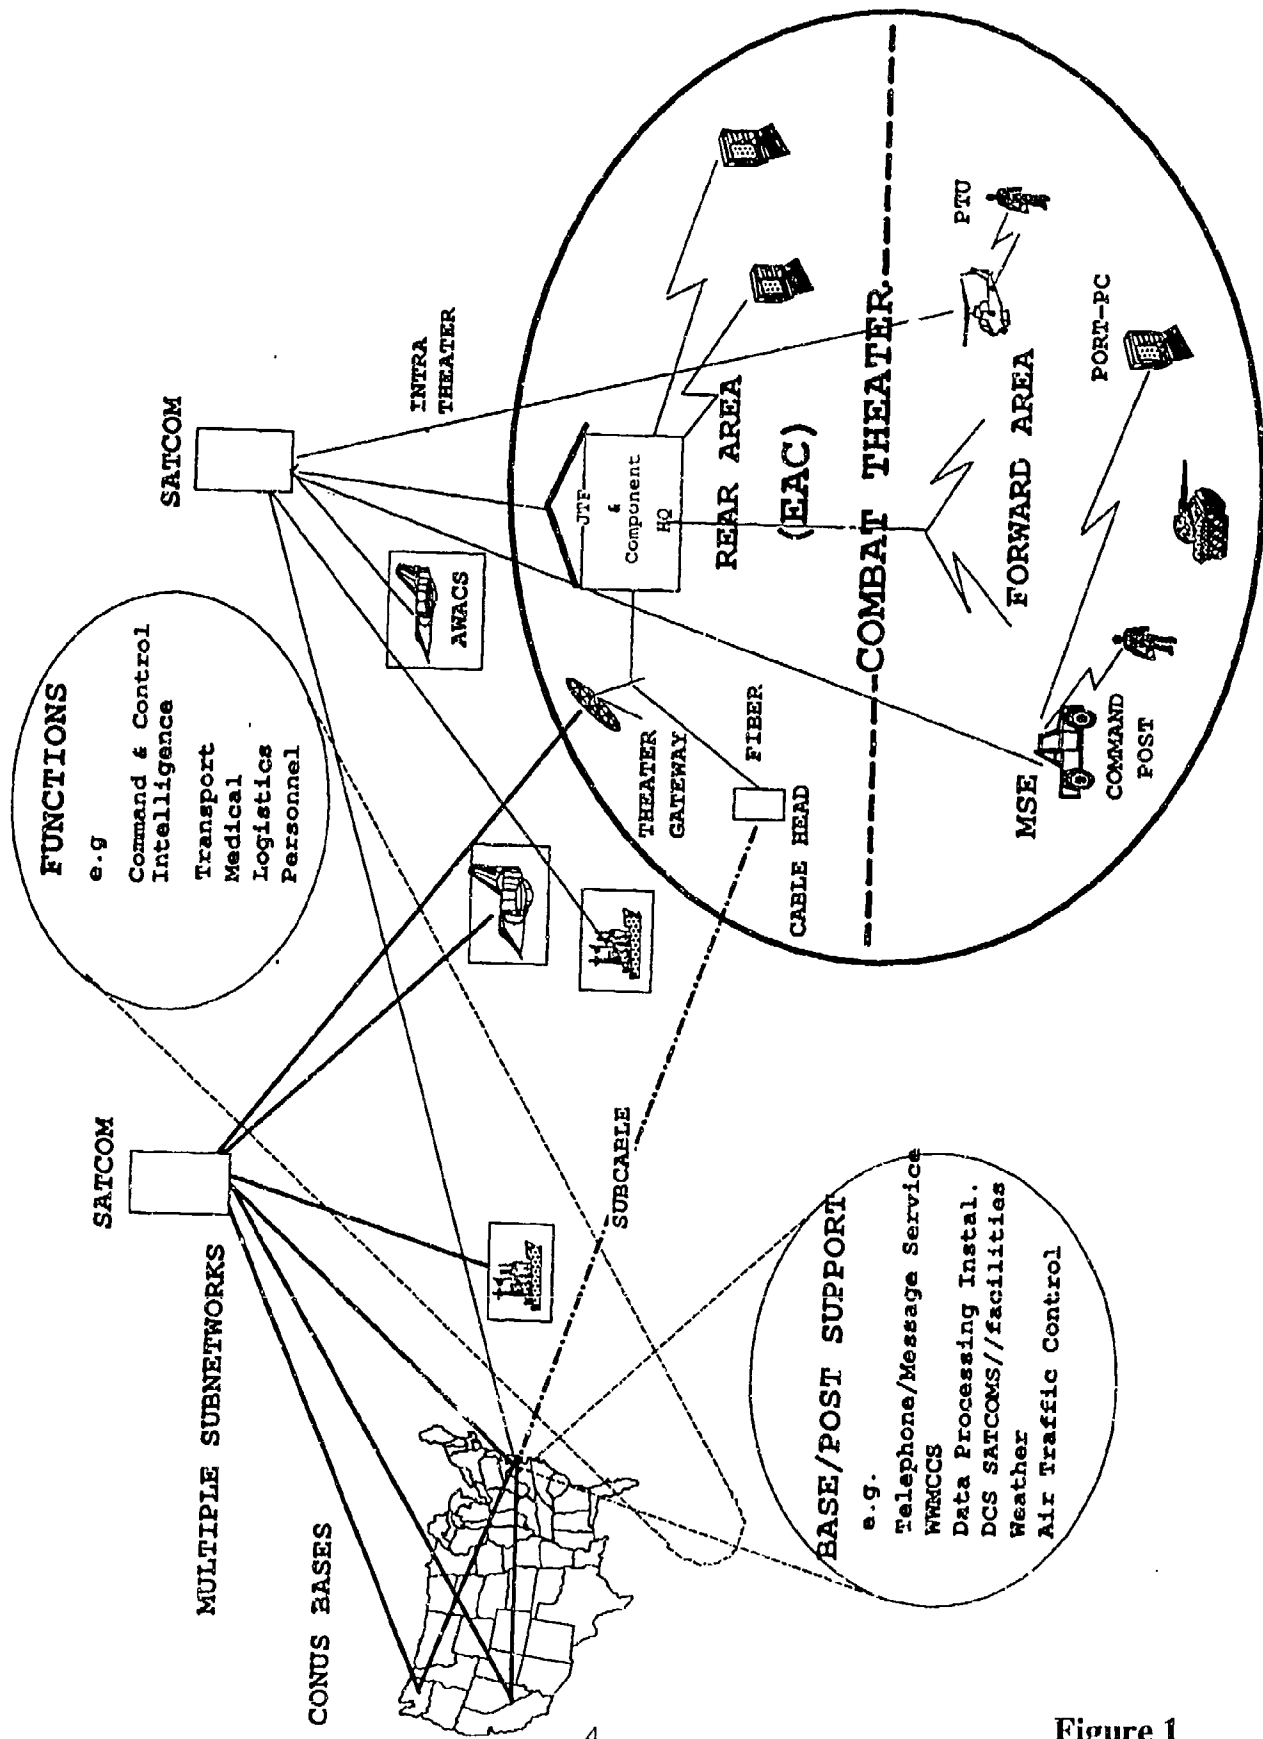 MULTIPLE SUBNETWORKS
SATCOM
CONUS BASES
FUNCTIONS
e.g
Command & Control
Intelligence
Transport
Medical
Logistics
Personnel
SATCOM
INTRA
THEATER
AWACS
SUBCABLE
BASE/POST SUPPORT
e.g.
Telephone/Message Service
WWMCCS
Data Processing Instal.
DCS SATCOMS//facilities
Weather
Air Traffic Control
THEATER
GATEWAY
FIBER
CABLE HEAD
JTF
&
Component
HQ
REAR AREA
(EAC)
COMBAT THEATER
FORWARD AREA
PTU
PORT-PC
MSE
COMMAND
POST
4
Figure 1